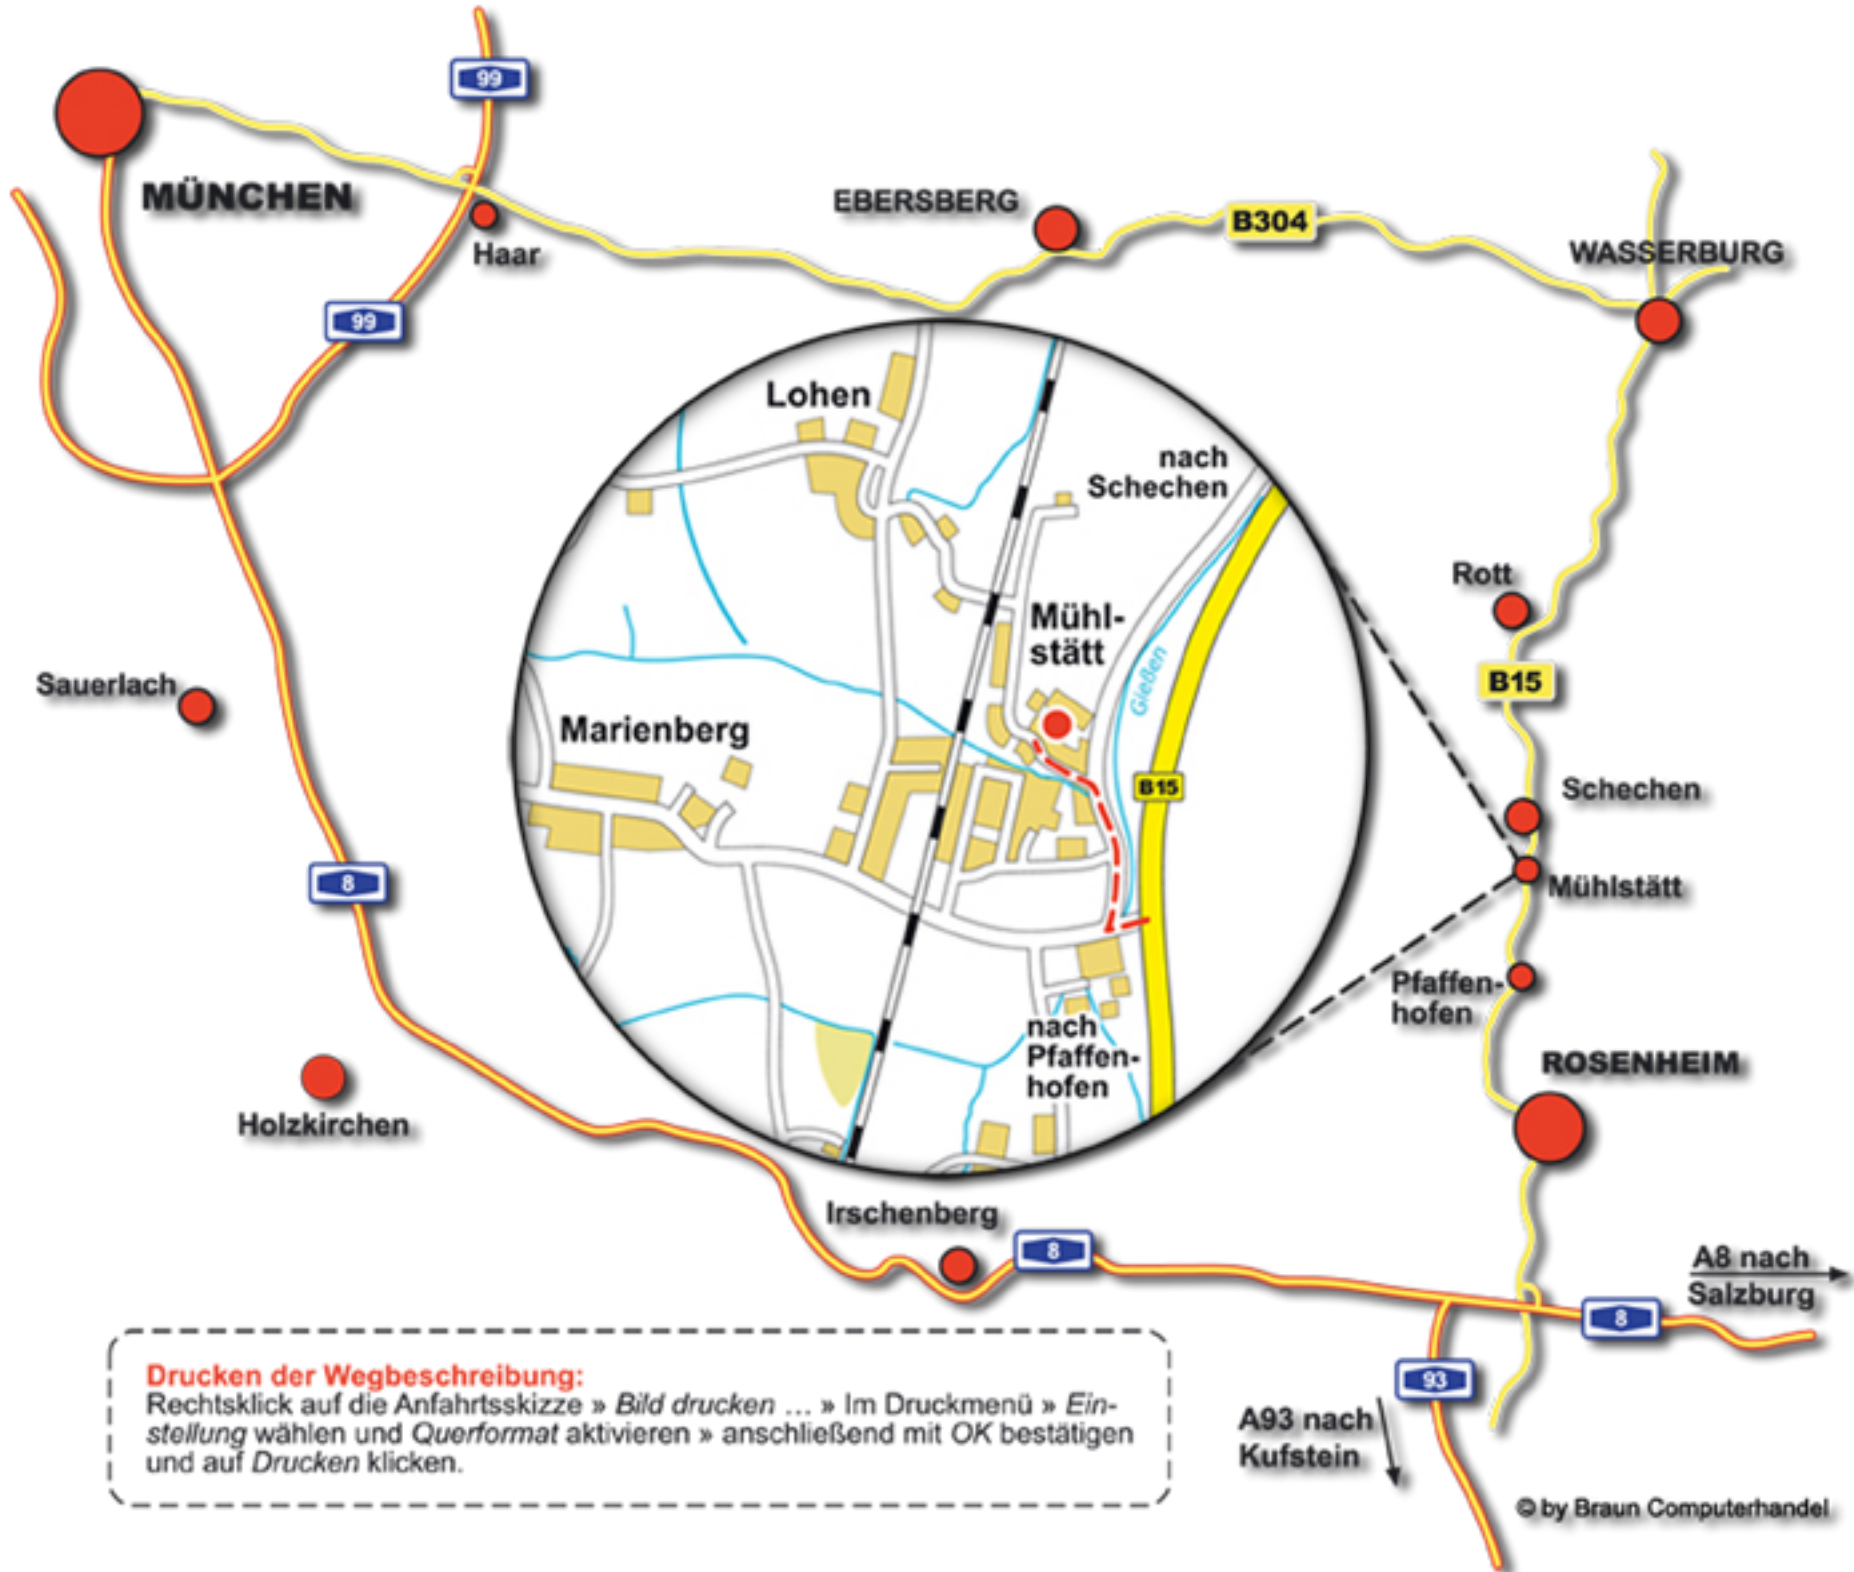 99
MÜNCHEN
Haar
99
EBERSBERG
B304
WASSERBURG
Lohen
nach
Schechen
Mühl-
stätt
Gießen
Marienberg
B15
nach
Pfaffen-
hofen
Rott
B15
Schechen
Mühlstätt
Pfaffen-
hofen
ROSENHEIM
Sauerlach
8
Holzkirchen
Irschenberg
8
A8 nach
Salzburg
8
93
A93 nach
Kufstein
Drucken der Wegbeschreibung:
Rechtsklick auf die Anfahrtsskizze » Bild drucken ... » Im Druckmenü » Ein-
stellung wählen und Querformat aktivieren » anschließend mit OK bestätigen
und auf Drucken klicken.
© by Braun Computerhandel